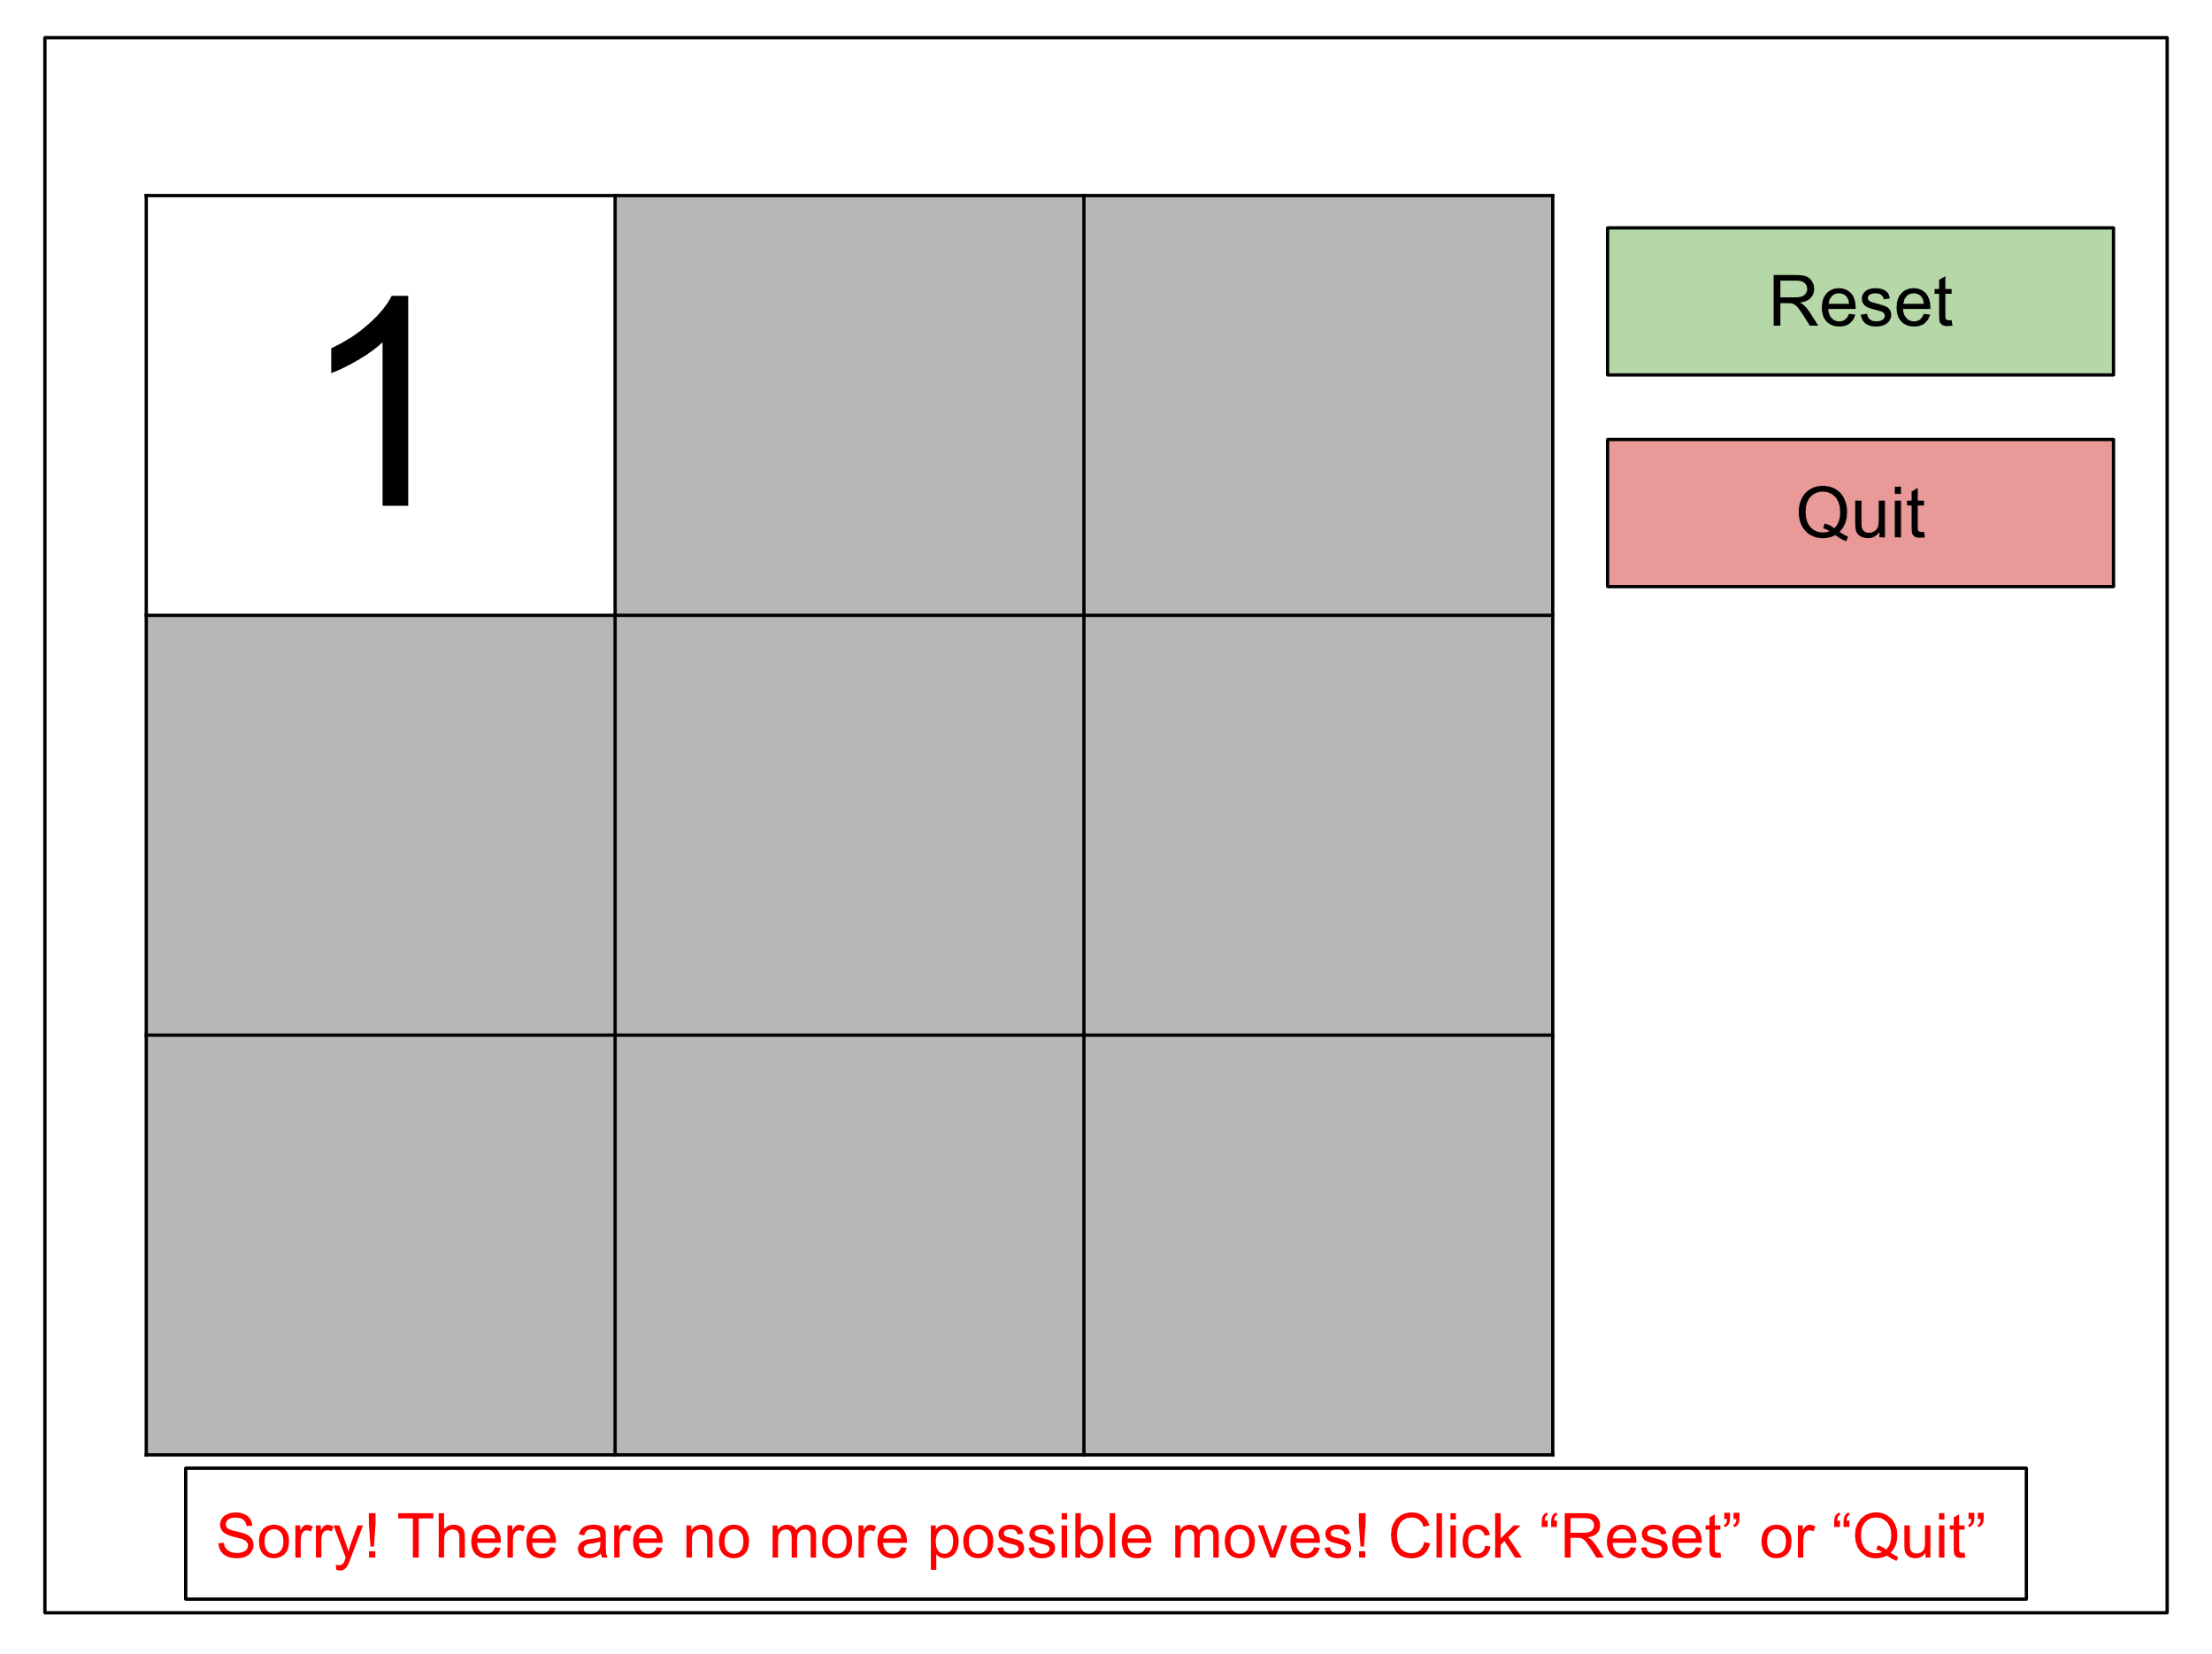 1
Reset
Quit
Sorry! There are no more possible moves! Click “Reset” or “Quit”